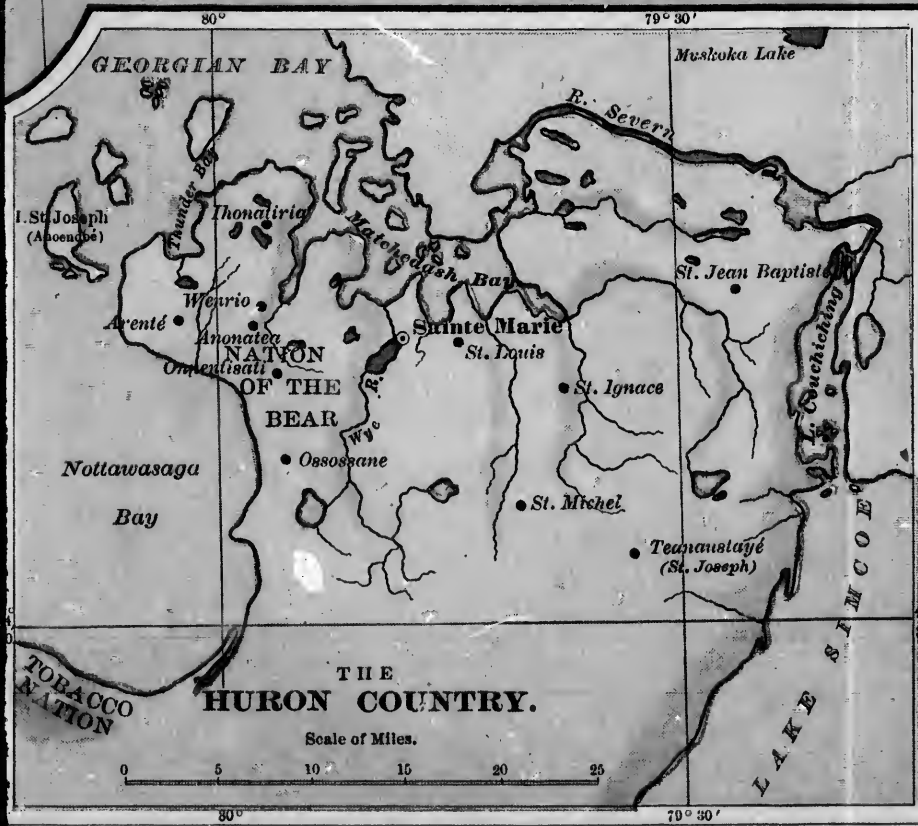 80° 79° 30'
GEORGIAN BAY
Muskoka Lake
R. Severn
Thunder Bay
I. St. Joseph
(Ahoendoé)
Ihonatiria
Matchedash Bay
St. Jean Baptiste
Wenrio
Arenté
Anonatea
Sainte Marie
St. Louis
L. Couchiching
NATION
OF THE
BEAR
St. Ignace
Wye R.
Nottawasaga
Bay
Ossossane
St. Michel
Teanaustayé
(St. Joseph)
LAKE SIMCOE
TOBACCO
NATION
THE
HURON COUNTRY.
Scale of Miles.
0 5 10 15 20 25
80° 79° 30'